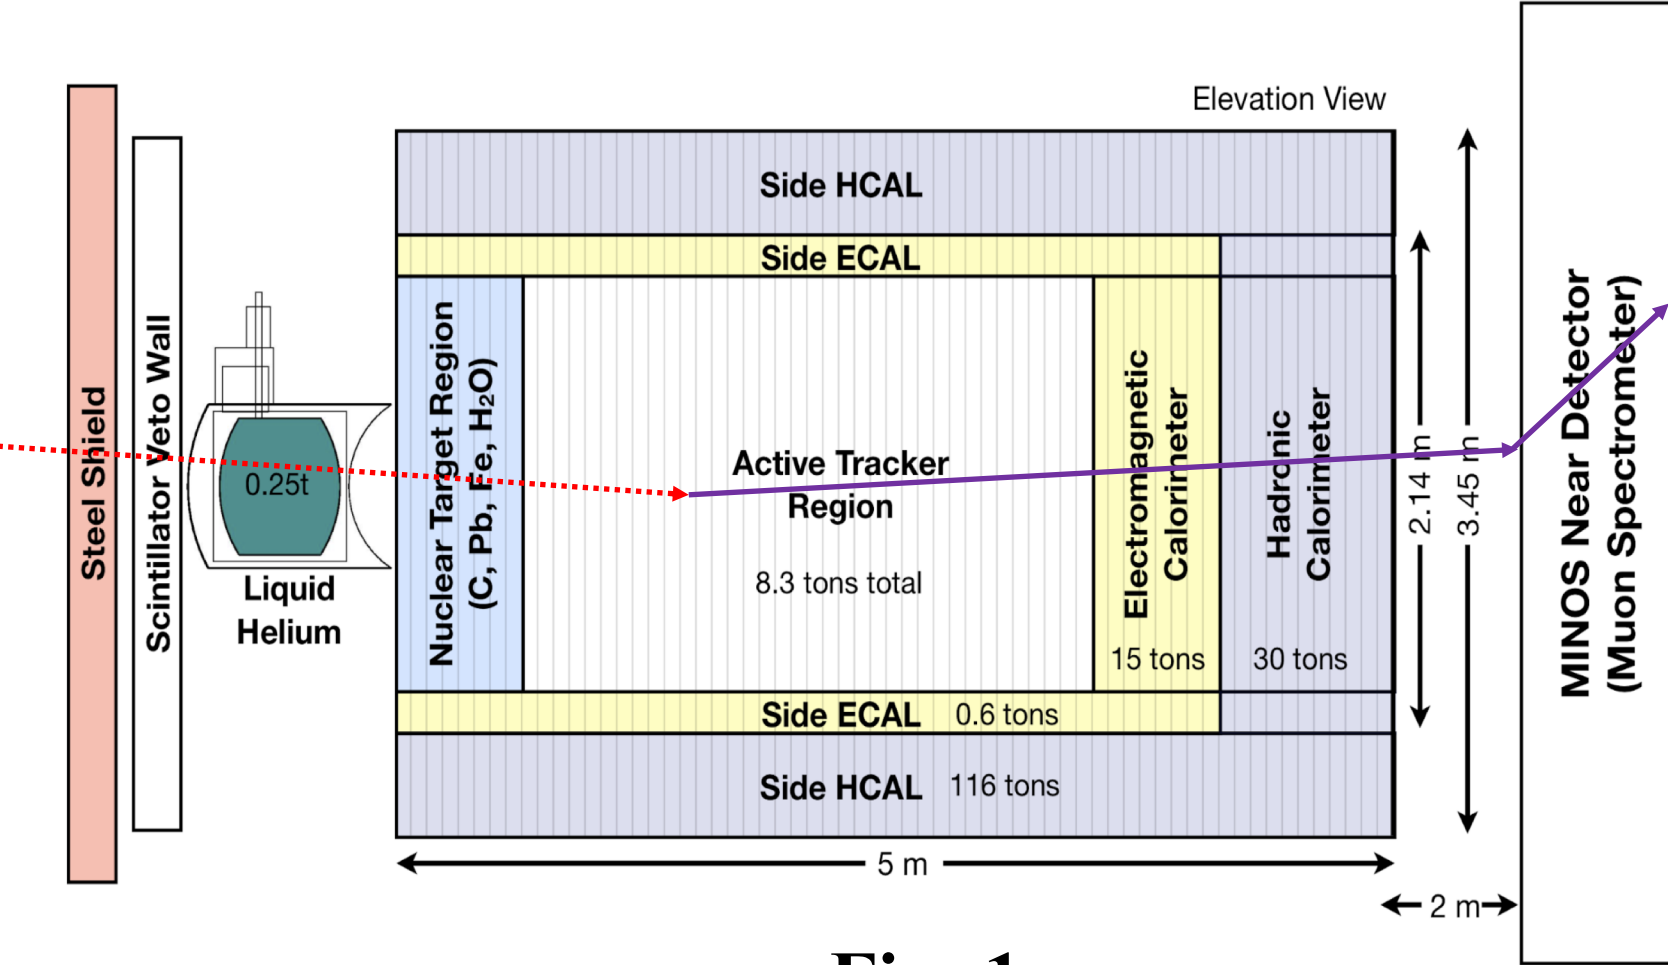 Elevation View
Steel Shield
Scintillator Veto Wall
0.25t
Liquid
Helium
Side HCAL
Side ECAL
Nuclear Target Region
(C, Pb, Fe, H₂O)
Active Tracker
Region
8.3 tons total
Electromagnetic
Calorimeter
15 tons
Hadronic
Calorimeter
30 tons
Side ECAL 0.6 tons
Side HCAL 116 tons
5 m
2 m
2.14 m
3.45 m
MINOS Near Detector
(Muon Spectrometer)